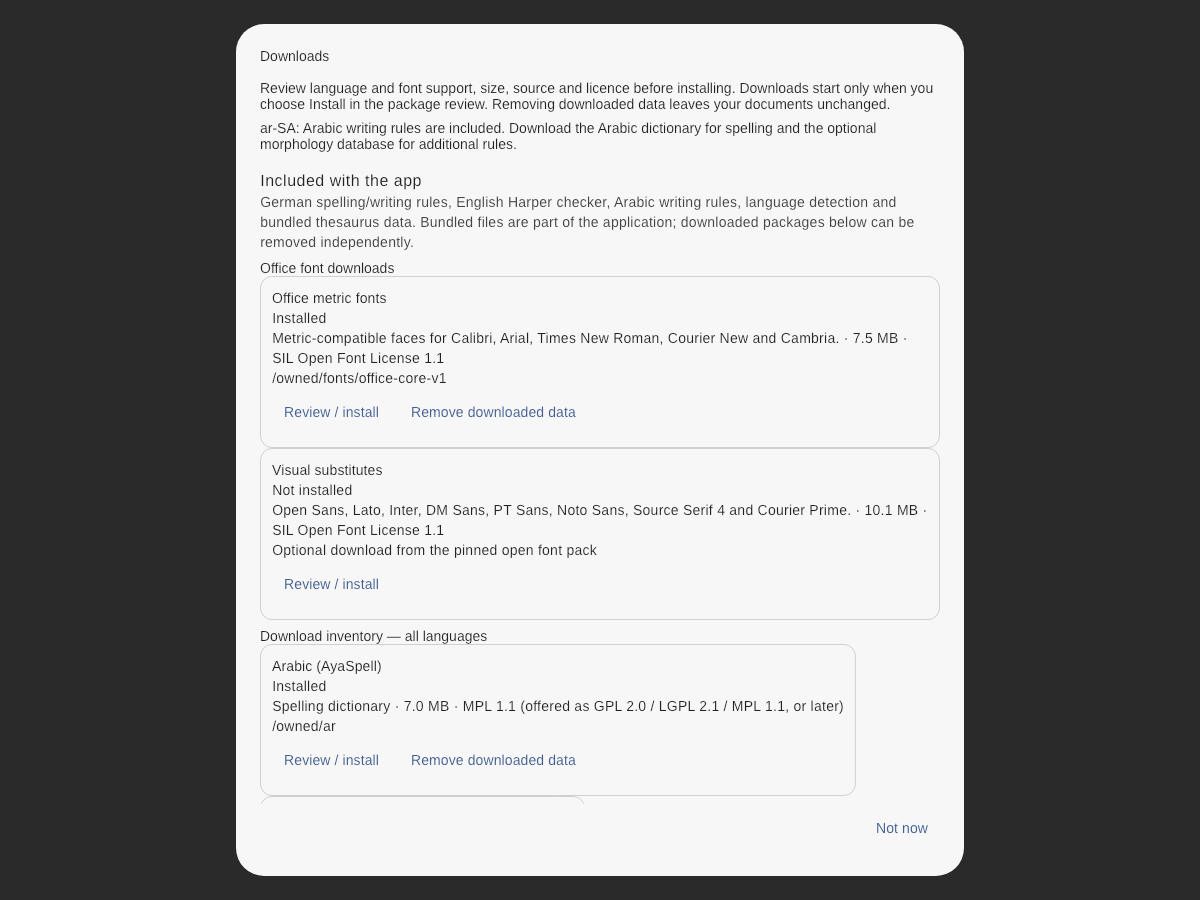 Downloads
Review language and font support, size, source and licence before installing. Downloads start only when you
choose Install in the package review. Removing downloaded data leaves your documents unchanged.
ar-SA: Arabic writing rules are included. Download the Arabic dictionary for spelling and the optional
morphology database for additional rules.
Included with the app
German spelling/writing rules, English Harper checker, Arabic writing rules, language detection and
bundled thesaurus data. Bundled files are part of the application; downloaded packages below can be
removed independently.
Office font downloads
Office metric fonts
Installed
Metric-compatible faces for Calibri, Arial, Times New Roman, Courier New and Cambria. · 7.5 MB ·
SIL Open Font License 1.1
/owned/fonts/office-core-v1
Review / install Remove downloaded data
Visual substitutes
Not installed
Open Sans, Lato, Inter, DM Sans, PT Sans, Noto Sans, Source Serif 4 and Courier Prime. · 10.1 MB ·
SIL Open Font License 1.1
Optional download from the pinned open font pack
Review / install
Download inventory — all languages
Arabic (AyaSpell)
Installed
Spelling dictionary · 7.0 MB · MPL 1.1 (offered as GPL 2.0 / LGPL 2.1 / MPL 1.1, or later)
/owned/ar
Review / install Remove downloaded data
Not now